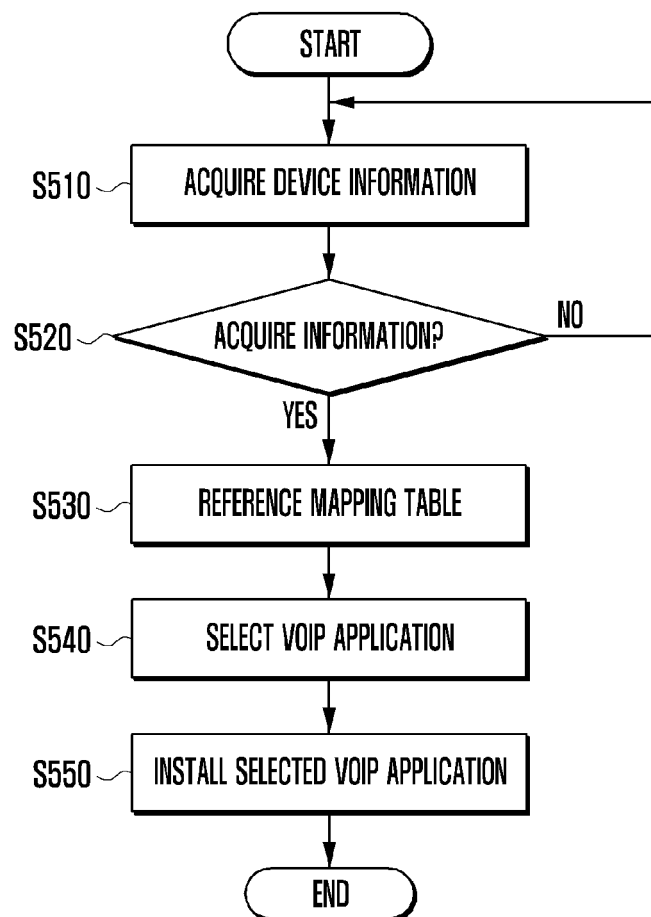 START
S510
ACQUIRE DEVICE INFORMATION
S520
ACQUIRE INFORMATION?
NO
YES
S530
REFERENCE MAPPING TABLE
S540
SELECT VOIP APPLICATION
S550
INSTALL SELECTED VOIP APPLICATION
END